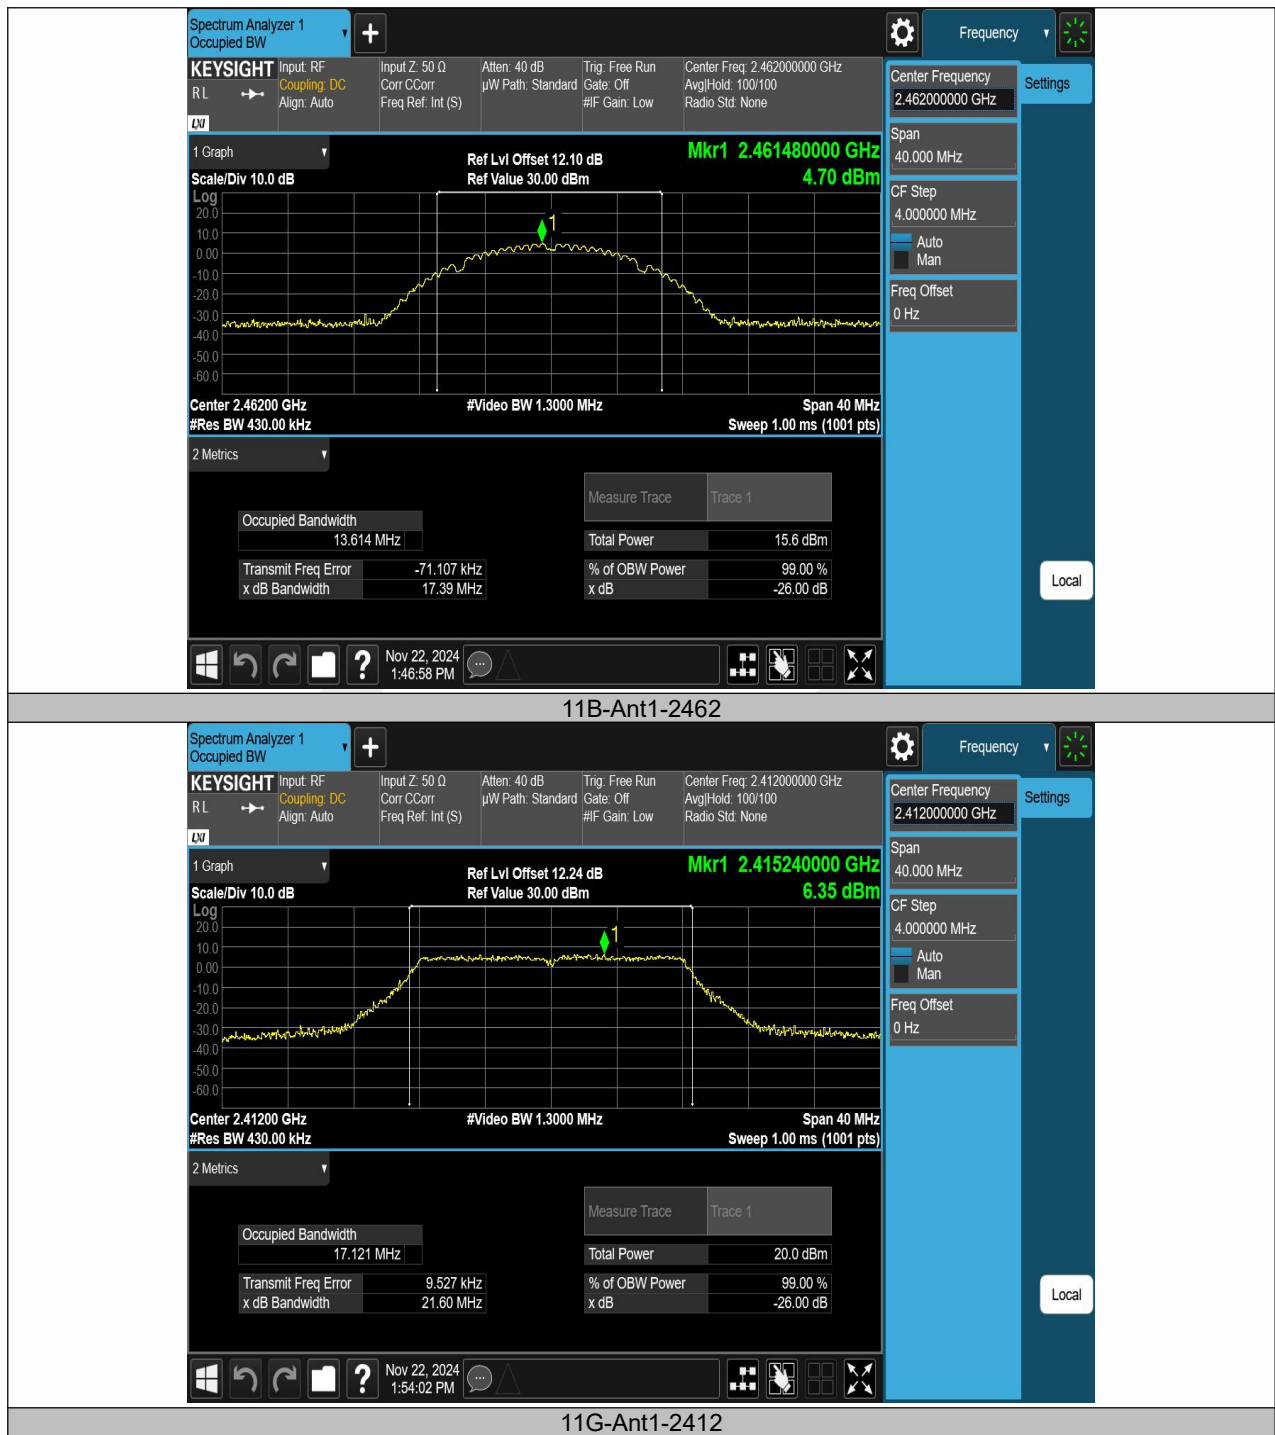 Spectrum Analyzer 1
Occupied BW
Frequency
KEYSIGHT
R L
LXI
Input: RF
Coupling: DC
Align: Auto
Input Z: 50 Ω
Corr CCorr
Freq Ref: Int (S)
Atten: 40 dB
µW Path: Standard
Trig: Free Run
Gate: Off
#IF Gain: Low
Center Freq: 2.462000000 GHz
Avg|Hold: 100/100
Radio Std: None
Center Frequency
2.462000000 GHz
Settings
Span
40.000 MHz
CF Step
4.000000 MHz
Auto
Man
Freq Offset
0 Hz
1 Graph
Scale/Div 10.0 dB
Ref Lvl Offset 12.10 dB
Ref Value 30.00 dBm
Mkr1 2.461480000 GHz
4.70 dBm
Log
20.0
10.0
0.00
-10.0
-20.0
-30.0
-40.0
-50.0
-60.0
1
Center 2.46200 GHz
#Res BW 430.00 kHz
#Video BW 1.3000 MHz
Span 40 MHz
Sweep 1.00 ms (1001 pts)
2 Metrics
Measure Trace Trace 1
Occupied Bandwidth
13.614 MHz
Total Power 15.6 dBm
Transmit Freq Error -71.107 kHz
x dB Bandwidth 17.39 MHz
% of OBW Power 99.00 %
x dB -26.00 dB
Local
?
Nov 22, 2024
1:46:58 PM
11B-Ant1-2462
Spectrum Analyzer 1
Occupied BW
Frequency
KEYSIGHT
R L
LXI
Input: RF
Coupling: DC
Align: Auto
Input Z: 50 Ω
Corr CCorr
Freq Ref: Int (S)
Atten: 40 dB
µW Path: Standard
Trig: Free Run
Gate: Off
#IF Gain: Low
Center Freq: 2.412000000 GHz
Avg|Hold: 100/100
Radio Std: None
Center Frequency
2.412000000 GHz
Settings
Span
40.000 MHz
CF Step
4.000000 MHz
Auto
Man
Freq Offset
0 Hz
1 Graph
Scale/Div 10.0 dB
Ref Lvl Offset 12.24 dB
Ref Value 30.00 dBm
Mkr1 2.415240000 GHz
6.35 dBm
Log
20.0
10.0
0.00
-10.0
-20.0
-30.0
-40.0
-50.0
-60.0
1
Center 2.41200 GHz
#Res BW 430.00 kHz
#Video BW 1.3000 MHz
Span 40 MHz
Sweep 1.00 ms (1001 pts)
2 Metrics
Measure Trace Trace 1
Occupied Bandwidth
17.121 MHz
Total Power 20.0 dBm
Transmit Freq Error 9.527 kHz
x dB Bandwidth 21.60 MHz
% of OBW Power 99.00 %
x dB -26.00 dB
Local
?
Nov 22, 2024
1:54:02 PM
11G-Ant1-2412